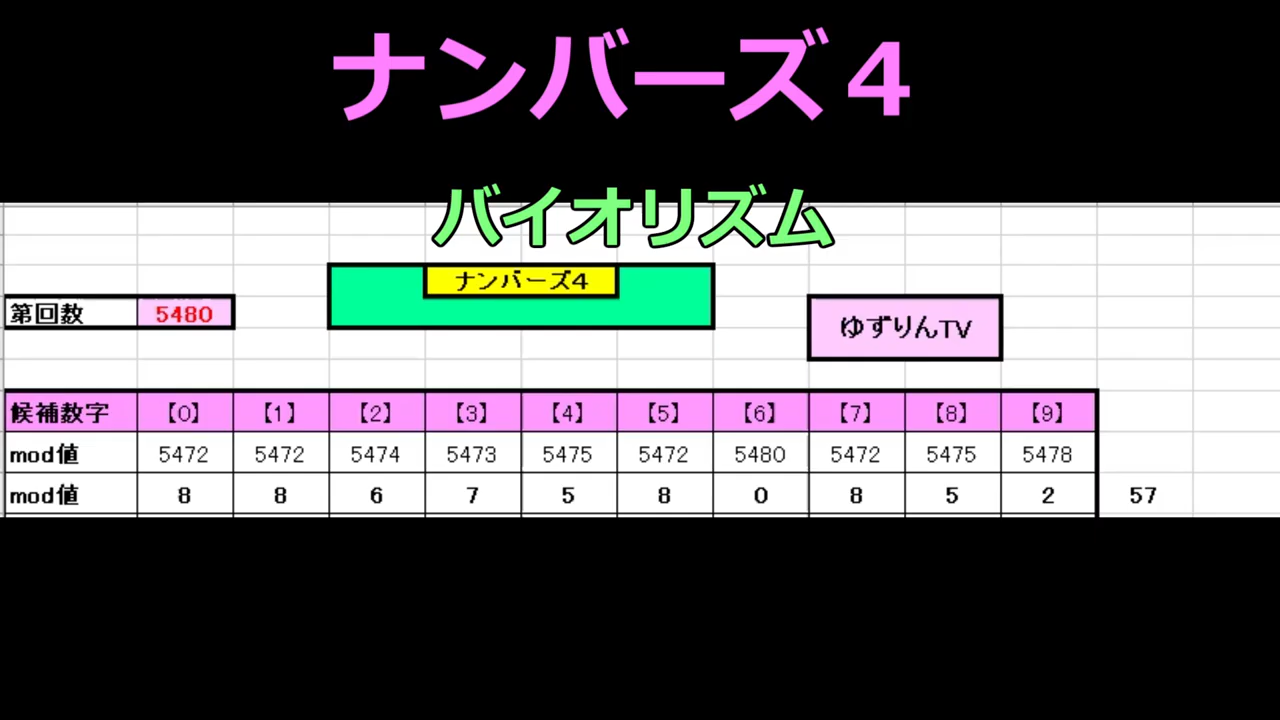 ナンバーズ４
バイオリズム
ナンバーズ4
第回数 5480
ゆずりんTV
候補数字 【0】 【1】 【2】 【3】 【4】 【5】 【6】 【7】 【8】 【9】
mod値 5472 5472 5474 5473 5475 5472 5480 5472 5475 5478
mod値 8 8 6 7 5 8 0 8 5 2 57